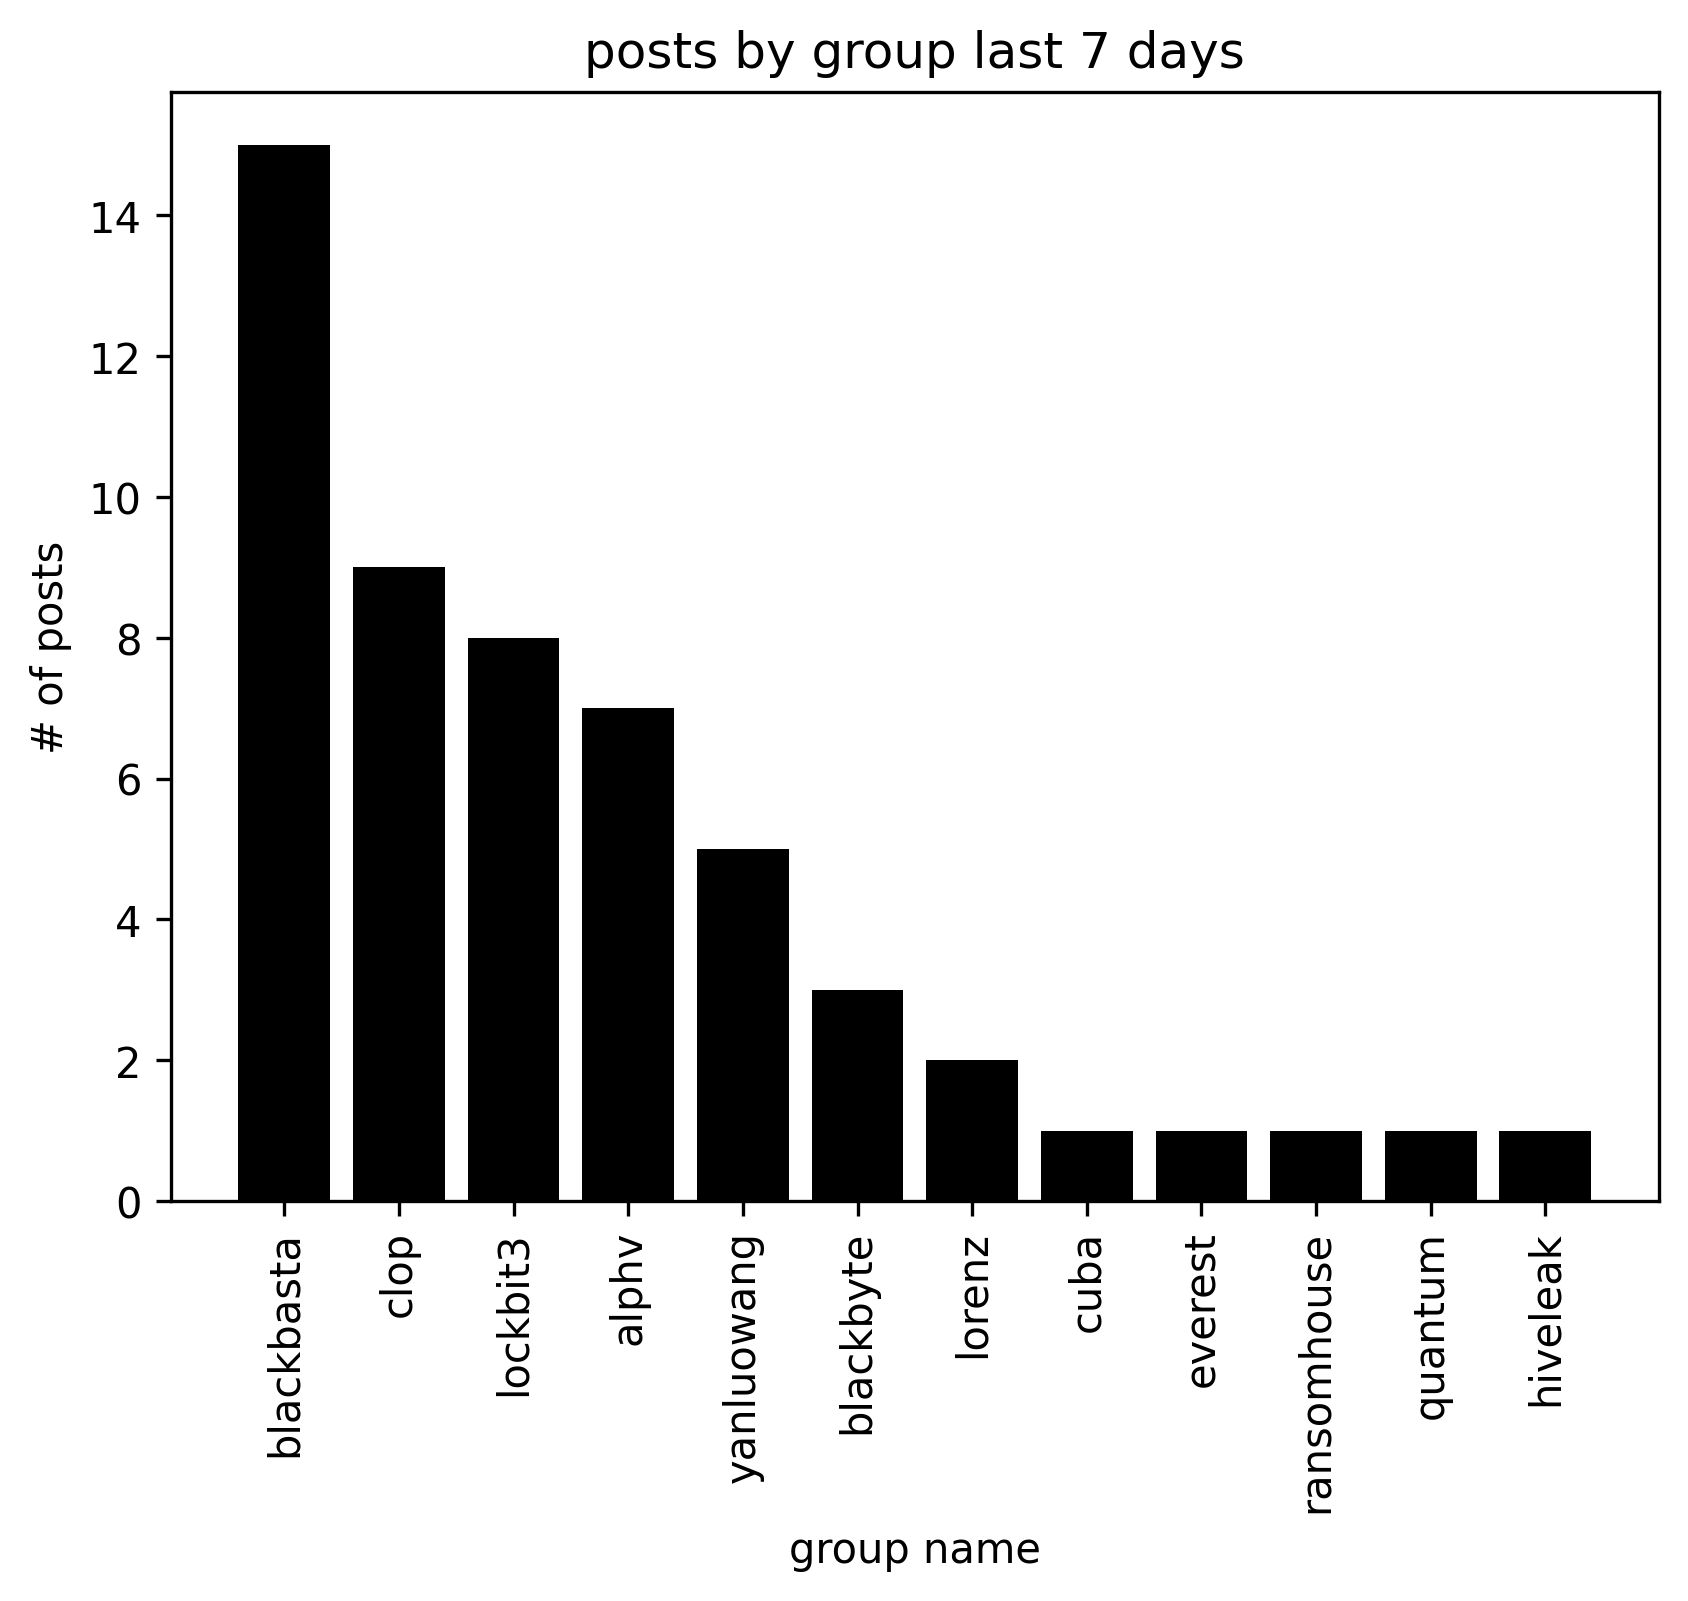 posts by group last 7 days
# of posts
14
12
10
8
6
4
2
0
blackbasta
clop
lockbit3
alphv
yanluowang
blackbyte
lorenz
cuba
everest
ransomhouse
quantum
hiveleak
group name